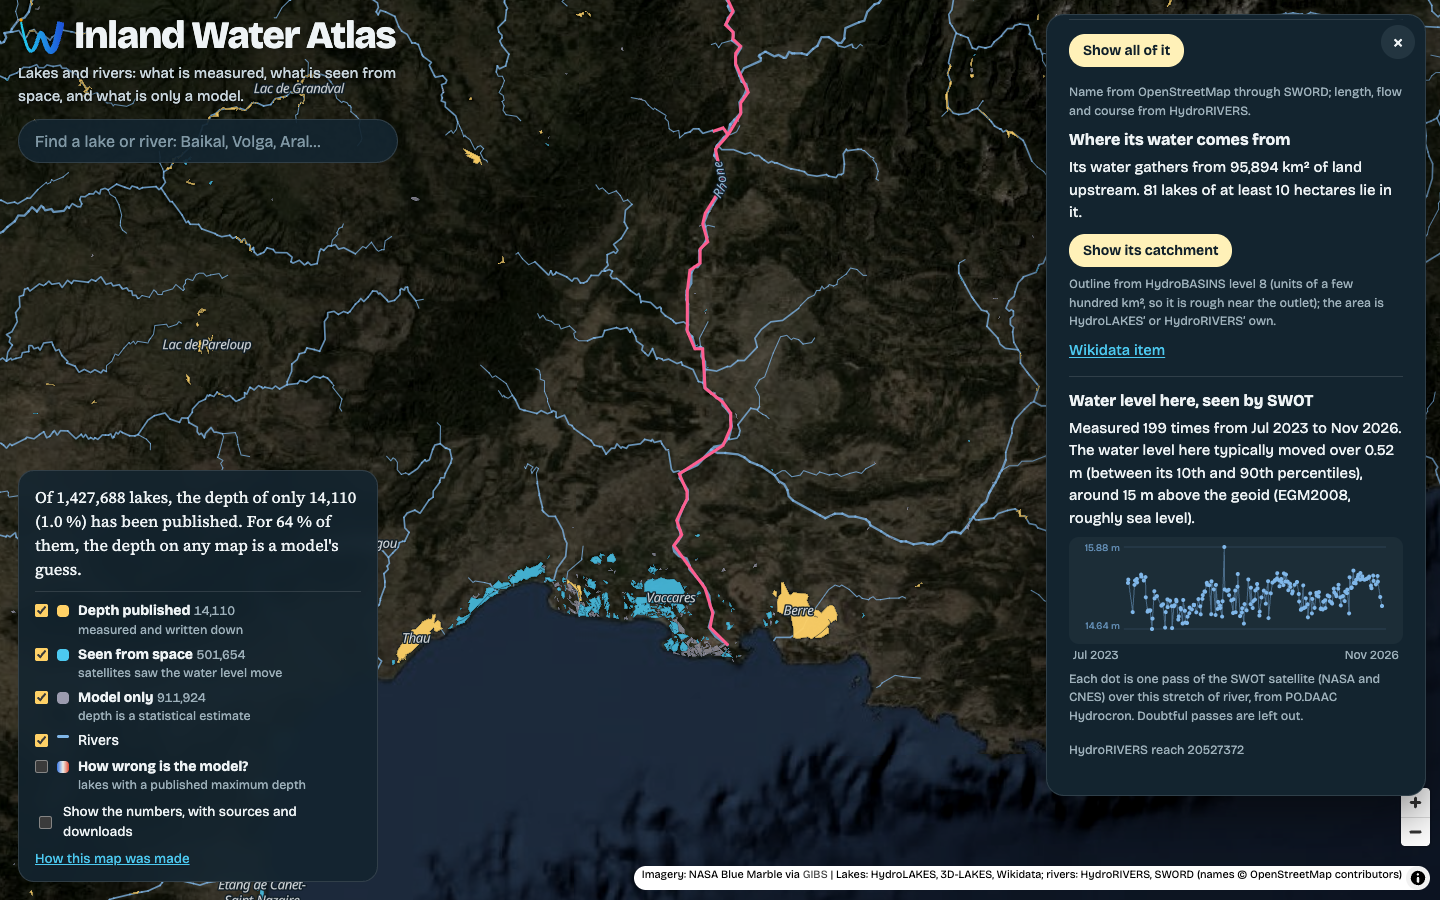 Inland Water Atlas
Lakes and rivers: what is measured, what is seen from
space, and what is only a model.
Find a lake or river: Baikal, Volga, Aral...
Lac de Grandval
Rhône
Lac de Pareloup
gou
Thau
Vaccares
Berre
Étang de Canet-
Saint-Nazaire
Of 1,427,688 lakes, the depth of only 14,110
(1.0 %) has been published. For 64 % of
them, the depth on any map is a model's
guess.
Depth published 14,110
measured and written down
Seen from space 501,654
satellites saw the water level move
Model only 911,924
depth is a statistical estimate
Rivers
How wrong is the model?
lakes with a published maximum depth
Show the numbers, with sources and
downloads
How this map was made
×
Show all of it
Name from OpenStreetMap through SWORD; length, flow
and course from HydroRIVERS.
Where its water comes from
Its water gathers from 95,894 km² of land
upstream. 81 lakes of at least 10 hectares lie in
it.
Show its catchment
Outline from HydroBASINS level 8 (units of a few
hundred km², so it is rough near the outlet); the area is
HydroLAKES' or HydroRIVERS' own.
Wikidata item
Water level here, seen by SWOT
Measured 199 times from Jul 2023 to Nov 2026.
The water level here typically moved over 0.52
m (between its 10th and 90th percentiles),
around 15 m above the geoid (EGM2008,
roughly sea level).
15.88 m
14.64 m
Jul 2023
Nov 2026
Each dot is one pass of the SWOT satellite (NASA and
CNES) over this stretch of river, from PO.DAAC
Hydrocron. Doubtful passes are left out.
HydroRIVERS reach 20527372
+
−
Imagery: NASA Blue Marble via GIBS | Lakes: HydroLAKES, 3D-LAKES, Wikidata; rivers: HydroRIVERS, SWORD (names © OpenStreetMap contributors)